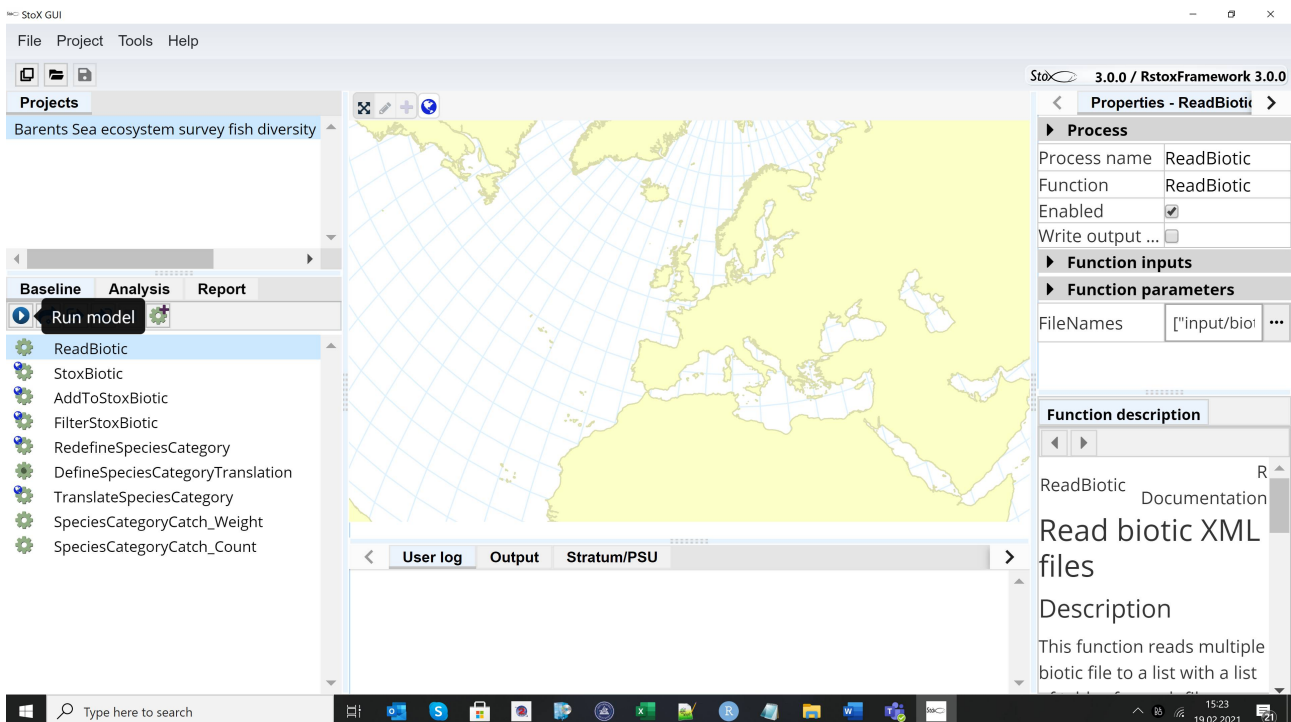 StoX GUI
File Project Tools Help
Stox 3.0.0 / RstoxFramework 3.0.0
Projects
Barents Sea ecosystem survey fish diversity
Baseline Analysis Report
Run model
ReadBiotic
StoxBiotic
AddToStoxBiotic
FilterStoxBiotic
RedefineSpeciesCategory
DefineSpeciesCategoryTranslation
TranslateSpeciesCategory
SpeciesCategoryCatch_Weight
SpeciesCategoryCatch_Count
User log Output Stratum/PSU
Properties - ReadBiotic
Process
Process name ReadBiotic
Function ReadBiotic
Enabled
Write output ...
Function inputs
Function parameters
FileNames ["input/biot ...
Function description
ReadBiotic R
Documentation
Read biotic XML
files
Description
This function reads multiple
biotic file to a list with a list
Type here to search
15:23
19.02.2021